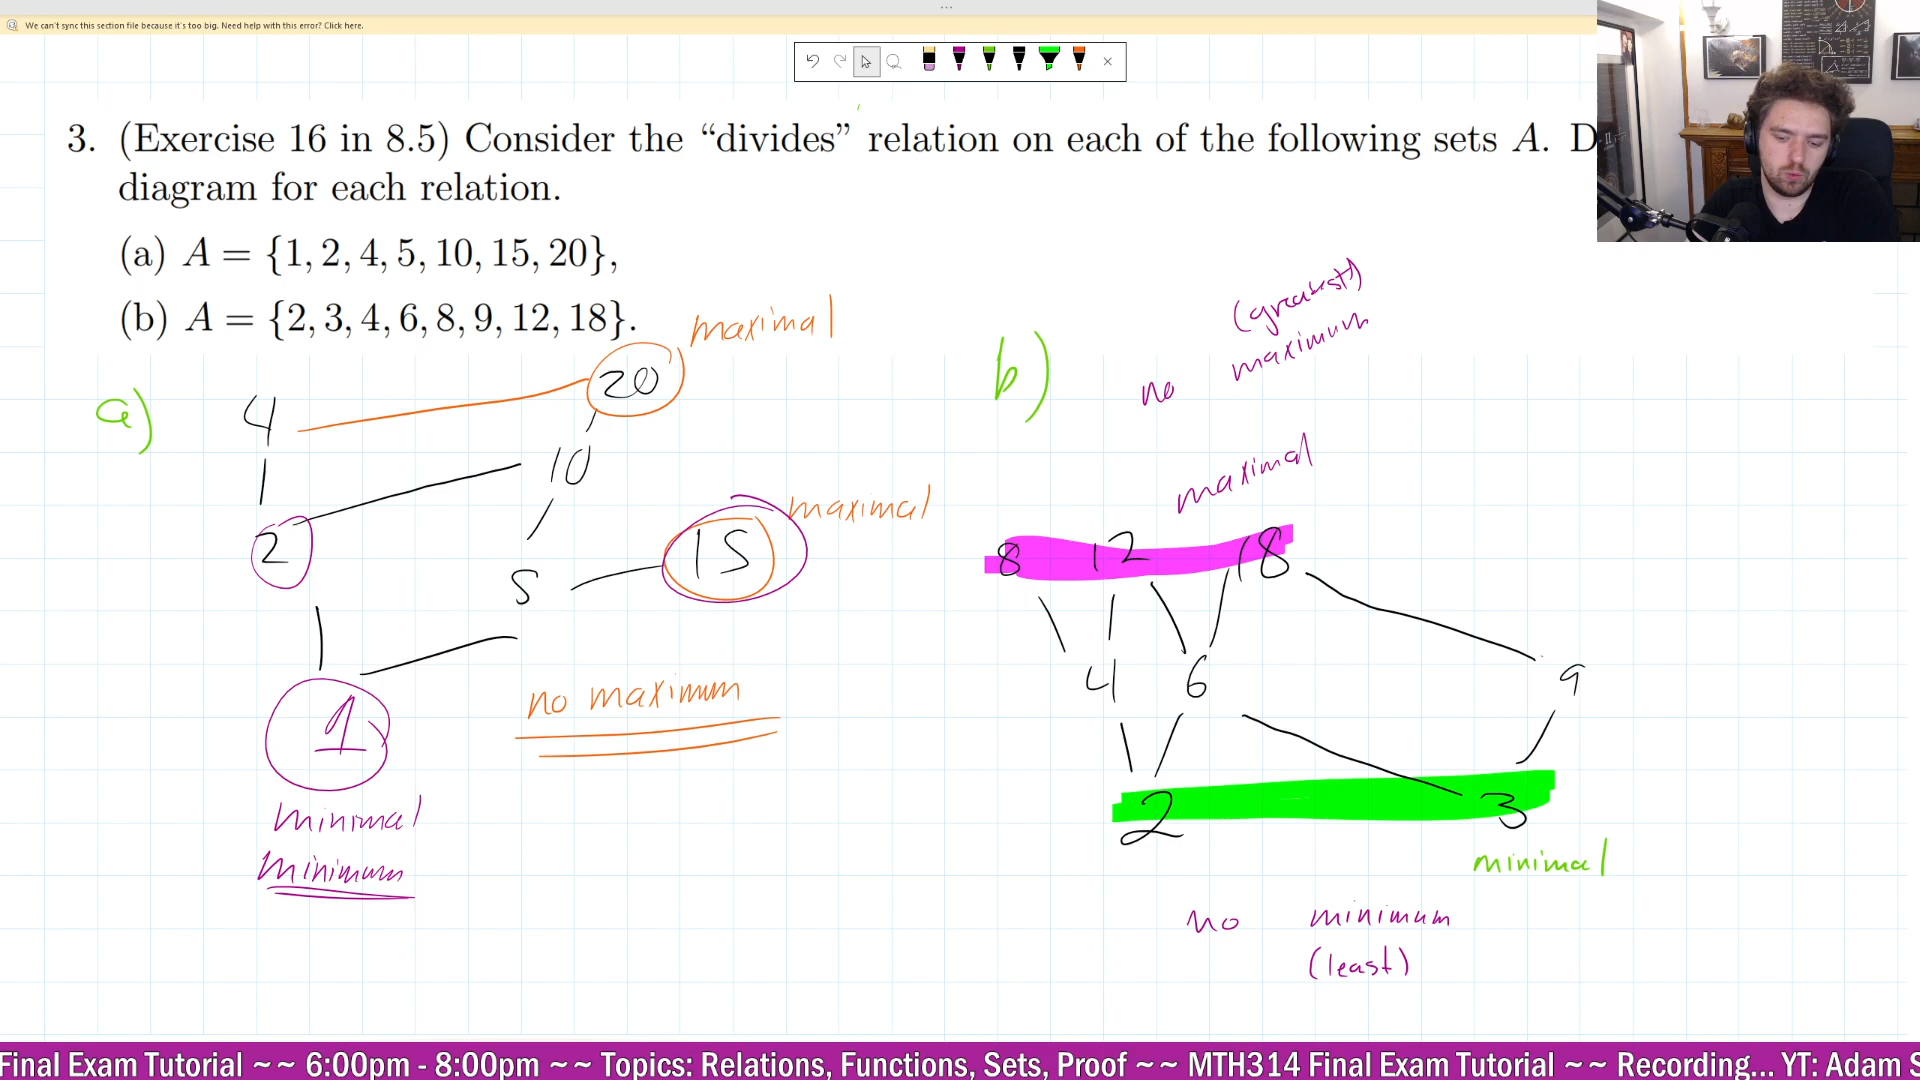 We can't sync this section file because it's too big. Need help with this error? Click here.
3. (Exercise 16 in 8.5) Consider the “divides” relation on each of the following sets A. D
diagram for each relation.
(a) A = {1, 2, 4, 5, 10, 15, 20},
(b) A = {2, 3, 4, 6, 8, 9, 12, 18}.
a)
4
20
maximal
10
2
5
15
maximal
1
no maximum
minimal
minimum
b)
(greatest)
no maximum
maximal
8 12 18
4 6 9
2 3
minimal
no minimum
(least)
Final Exam Tutorial ~~ 6:00pm - 8:00pm ~~ Topics: Relations, Functions, Sets, Proof ~~ MTH314 Final Exam Tutorial ~~ Recording... YT: Adam S